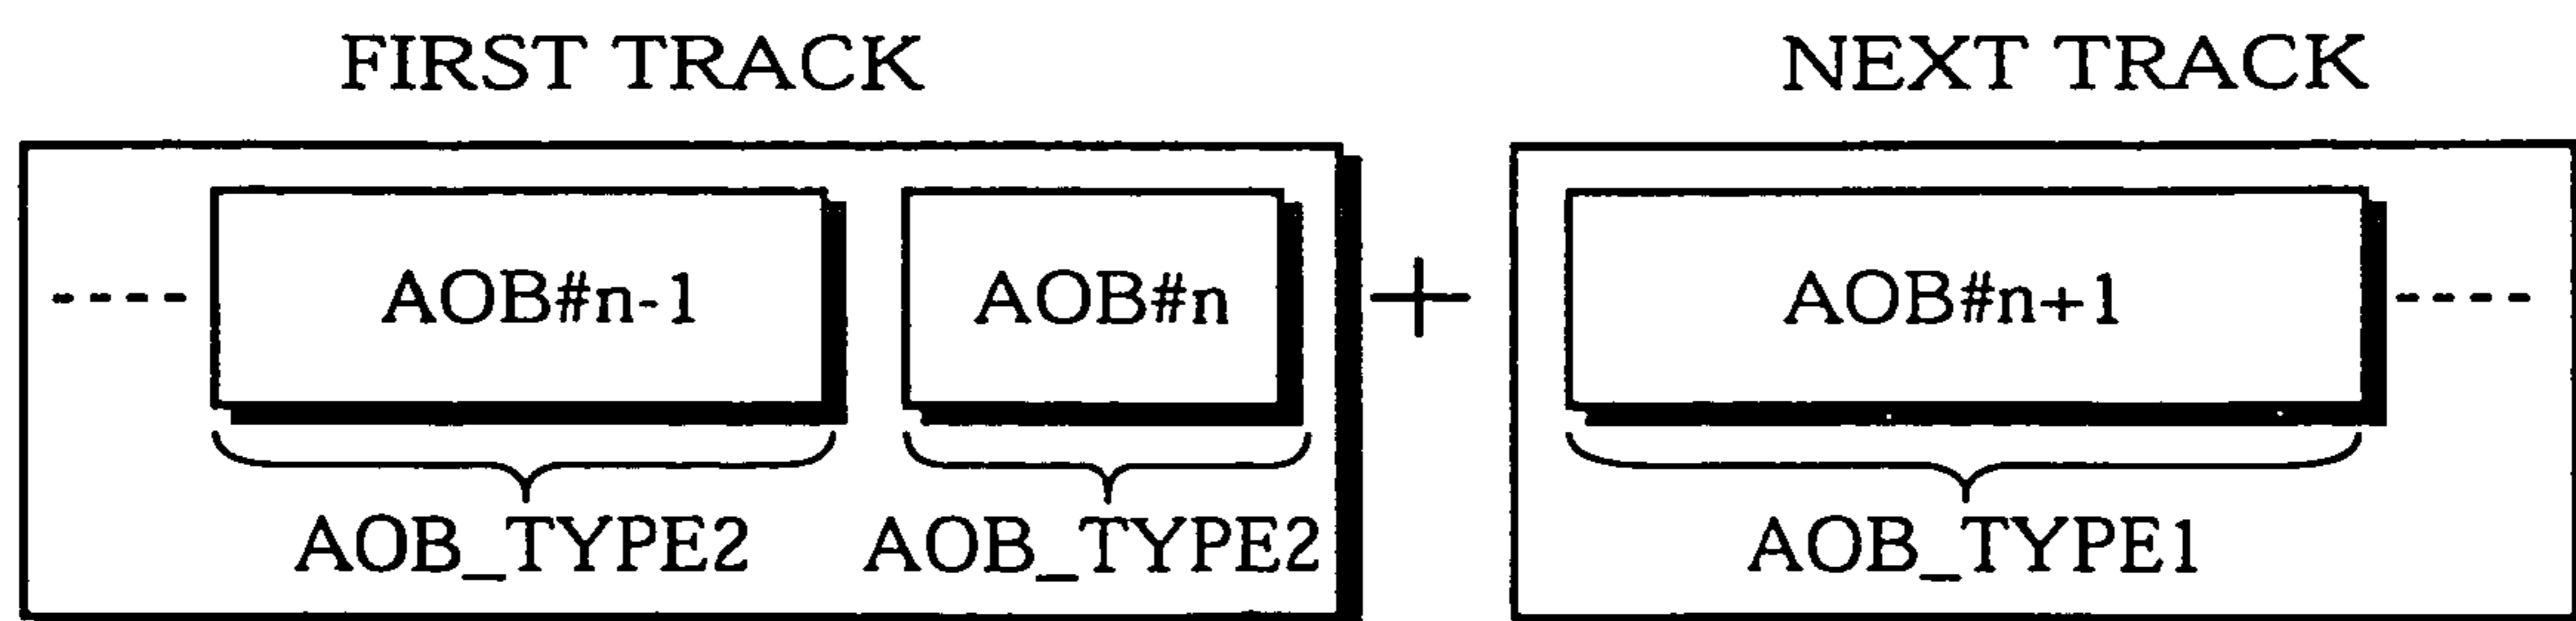 FIRST TRACK NEXT TRACK
---- AOB#n-1 AOB#n + AOB#n+1 ----
AOB_TYPE2 AOB_TYPE2 AOB_TYPE1